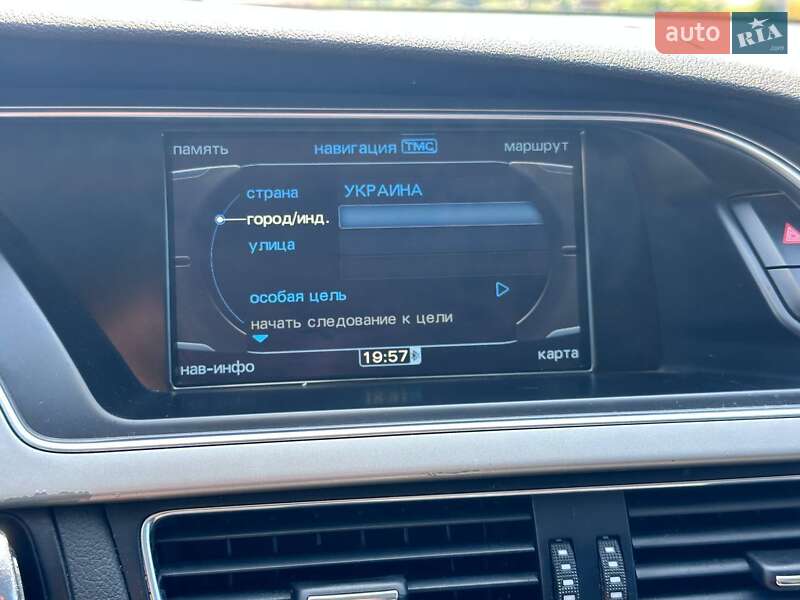 auto RIA
.com
память навигация TMC маршрут
страна УКРАИНА
город/инд.
улица
особая цель
начать следование к цели
нав-инфо 19:57 карта